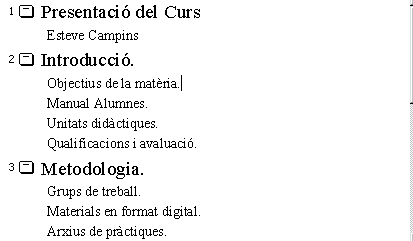 1 Presentació del Curs
Esteve Campins
2 Introducció.
Objectius de la matèria.
Manual Alumnes.
Unitats didàctiques.
Qualificacions i avaluació.
3 Metodologia.
Grups de treball.
Materials en format digital.
Arxius de pràctiques.